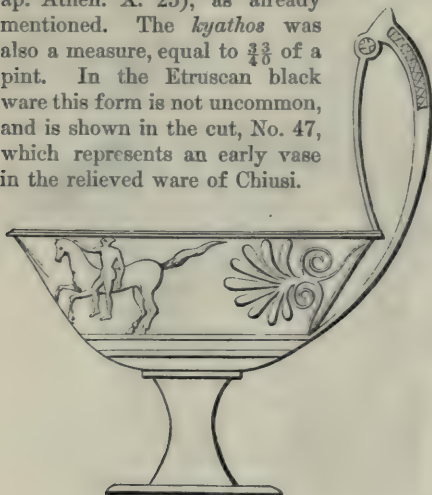 ap. Athen. X. as already
mentioned. The kyathos was
also a measure, equal to 33/40 of a
pint. In the Etruscan black
ware this form is not uncommon,
and is shown in the cut, No. 47,
which represents an early vase
in the relieved ware of Chiusi.